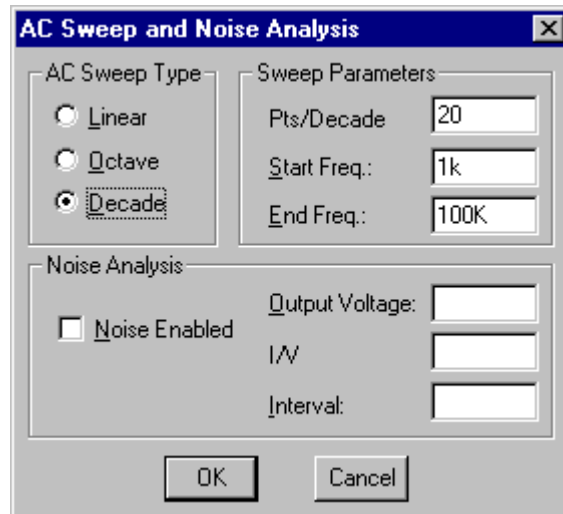 AC Sweep and Noise Analysis
AC Sweep Type
Linear
Octave
Decade
Sweep Parameters
Pts/Decade 20
Start Freq.: 1k
End Freq.: 100K
Noise Analysis
Noise Enabled
Output Voltage:
I/V
Interval:
OK Cancel